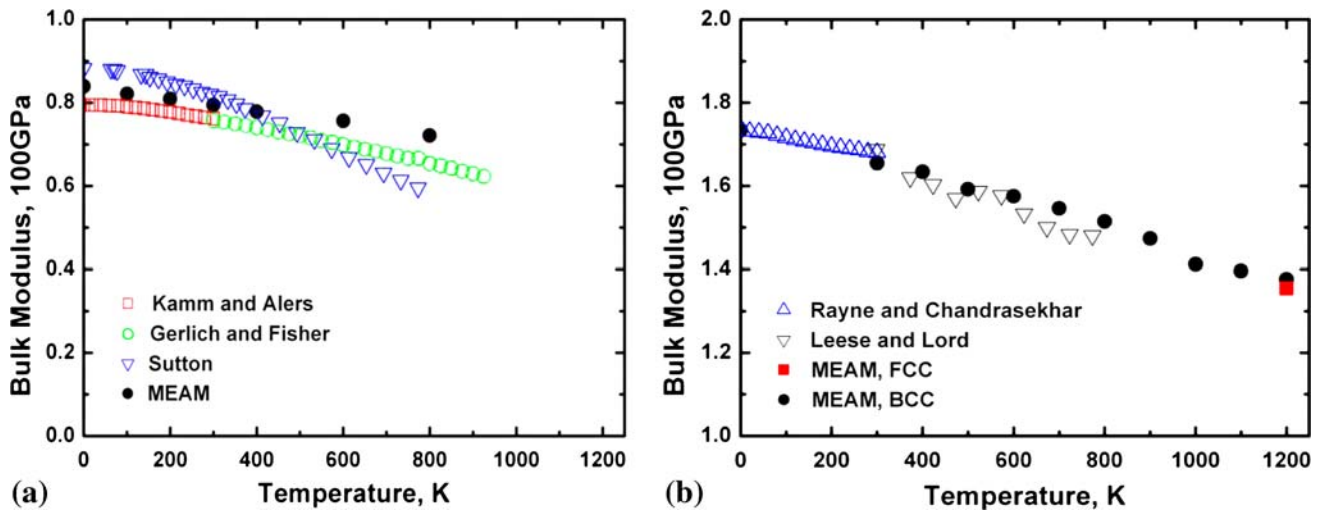 Bulk Modulus, 100GPa
1.0
0.8
0.6
0.4
0.2
0.0
Kamm and Alers
Gerlich and Fisher
Sutton
MEAM
0 200 400 600 800 1000 1200
(a) Temperature, K
Bulk Modulus, 100GPa
2.0
1.8
1.6
1.4
1.2
1.0
Rayne and Chandrasekhar
Leese and Lord
MEAM, FCC
MEAM, BCC
0 200 400 600 800 1000 1200
(b) Temperature, K